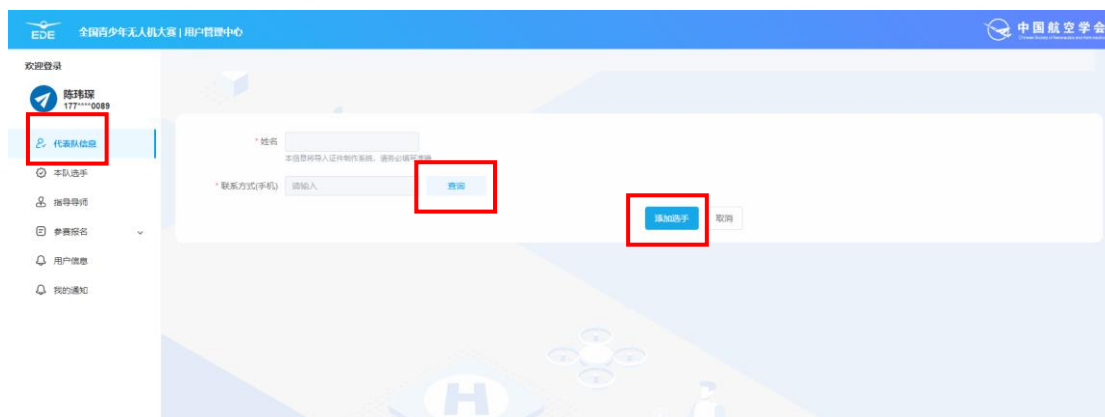 EDE 全国青少年无人机大赛 | 用户管理中心
中国航空学会
欢迎登录
陈玮琛
177****0089
代表队信息
本队选手
指导导师
参赛报名
用户信息
我的通知
* 姓名
本信息将导入证件制作系统，请务必填写准确
* 联系方式(手机) 请输入 查询
添加选手 取消
H